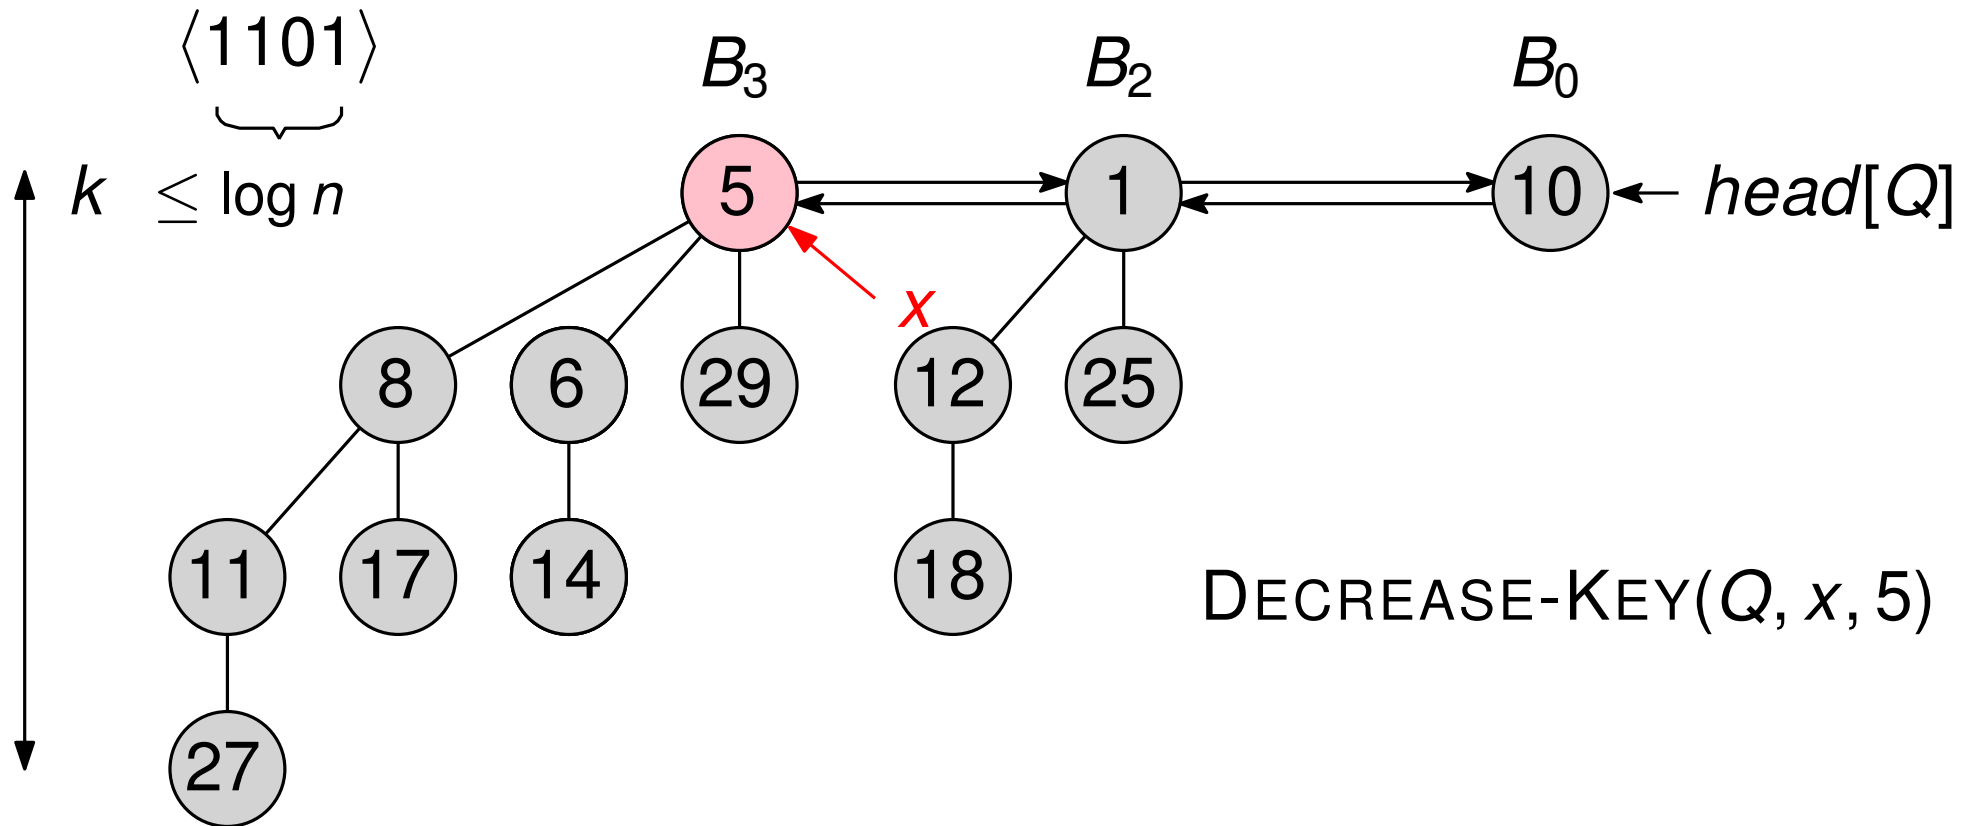 ⟨1101⟩
B₃ B₂ B₀
k ≤ log n
5 1 10 head[Q]
x
8 6 29 12 25
11 17 14 18
DECREASE-KEY(Q, x, 5)
27